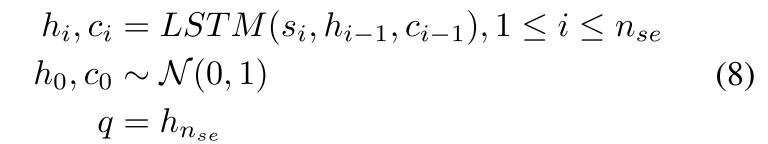 h_i, c_i = LSTM(s_i, h_{i−1}, c_{i−1}), 1 ≤ i ≤ n_{se}
h_0, c_0 ∼ 𝒩(0, 1) (8)
q = h_{n_{se}}